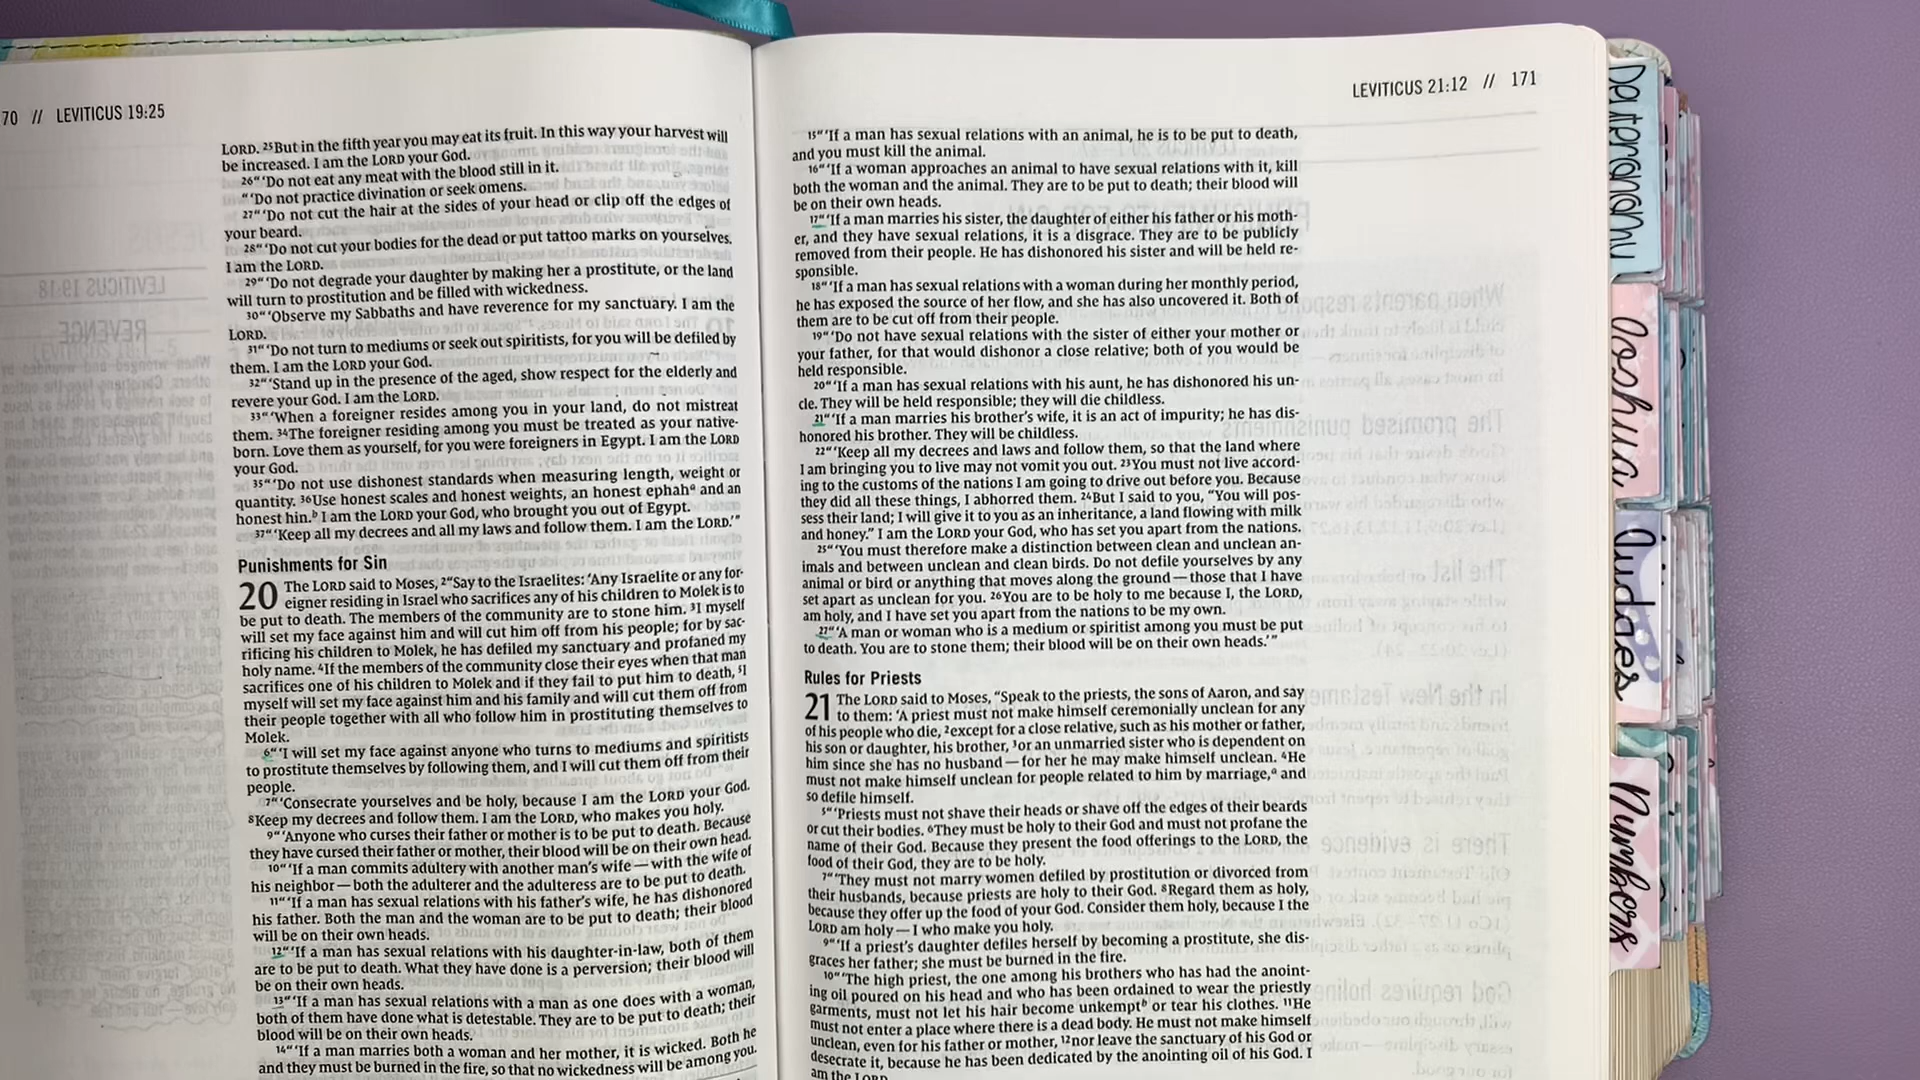 70 // LEVITICUS 19:25
LORD. 25But in the fifth year you may eat its fruit. In this way your harvest will
be increased. I am the LORD your God.
26“‘Do not eat any meat with the blood still in it.
“‘Do not practice divination or seek omens.
27“‘Do not cut the hair at the sides of your head or clip off the edges of
your beard.
28“‘Do not cut your bodies for the dead or put tattoo marks on yourselves.
I am the LORD.
29“‘Do not degrade your daughter by making her a prostitute, or the land
will turn to prostitution and be filled with wickedness.
30“‘Observe my Sabbaths and have reverence for my sanctuary. I am the
LORD.
31“‘Do not turn to mediums or seek out spiritists, for you will be defiled by
them. I am the LORD your God.
32“‘Stand up in the presence of the aged, show respect for the elderly and
revere your God. I am the LORD.
33“‘When a foreigner resides among you in your land, do not mistreat
them. 34The foreigner residing among you must be treated as your native-
born. Love them as yourself, for you were foreigners in Egypt. I am the LORD
your God.
35“‘Do not use dishonest standards when measuring length, weight or
quantity. 36Use honest scales and honest weights, an honest ephaha and an
honest hin.b I am the LORD your God, who brought you out of Egypt.
37“‘Keep all my decrees and all my laws and follow them. I am the LORD.’”
Punishments for Sin
20 The LORD said to Moses, 2“Say to the Israelites: ‘Any Israelite or any for-
eigner residing in Israel who sacrifices any of his children to Molek is to
be put to death. The members of the community are to stone him. 3I myself
will set my face against him and will cut him off from his people; for by sac-
rificing his children to Molek, he has defiled my sanctuary and profaned my
holy name. 4If the members of the community close their eyes when that man
sacrifices one of his children to Molek and if they fail to put him to death, 5I
myself will set my face against him and his family and will cut them off from
their people together with all who follow him in prostituting themselves to
Molek.
6“‘I will set my face against anyone who turns to mediums and spiritists
to prostitute themselves by following them, and I will cut them off from their
people.
7“‘Consecrate yourselves and be holy, because I am the LORD your God.
8Keep my decrees and follow them. I am the LORD, who makes you holy.
9“‘Anyone who curses their father or mother is to be put to death. Because
they have cursed their father or mother, their blood will be on their own head.
10“‘If a man commits adultery with another man’s wife—with the wife of
his neighbor—both the adulterer and the adulteress are to be put to death.
11“‘If a man has sexual relations with his father’s wife, he has dishonored
his father. Both the man and the woman are to be put to death; their blood
will be on their own heads.
12“‘If a man has sexual relations with his daughter-in-law, both of them
are to be put to death. What they have done is a perversion; their blood will
be on their own heads.
13“‘If a man has sexual relations with a man as one does with a woman,
both of them have done what is detestable. They are to be put to death; their
blood will be on their own heads.
14“‘If a man marries both a woman and her mother, it is wicked. Both he
and they must be burned in the fire, so that no wickedness will be among you.
LEVITICUS 21:12 // 171
15“‘If a man has sexual relations with an animal, he is to be put to death,
and you must kill the animal.
16“‘If a woman approaches an animal to have sexual relations with it, kill
both the woman and the animal. They are to be put to death; their blood will
be on their own heads.
17“‘If a man marries his sister, the daughter of either his father or his moth-
er, and they have sexual relations, it is a disgrace. They are to be publicly
removed from their people. He has dishonored his sister and will be held re-
sponsible.
18“‘If a man has sexual relations with a woman during her monthly period,
he has exposed the source of her flow, and she has also uncovered it. Both of
them are to be cut off from their people.
19“‘Do not have sexual relations with the sister of either your mother or
your father, for that would dishonor a close relative; both of you would be
held responsible.
20“‘If a man has sexual relations with his aunt, he has dishonored his un-
cle. They will be held responsible; they will die childless.
21“‘If a man marries his brother’s wife, it is an act of impurity; he has dis-
honored his brother. They will be childless.
22“‘Keep all my decrees and laws and follow them, so that the land where
I am bringing you to live may not vomit you out. 23You must not live accord-
ing to the customs of the nations I am going to drive out before you. Because
they did all these things, I abhorred them. 24But I said to you, “You will pos-
sess their land; I will give it to you as an inheritance, a land flowing with milk
and honey.” I am the LORD your God, who has set you apart from the nations.
25“‘You must therefore make a distinction between clean and unclean an-
imals and between unclean and clean birds. Do not defile yourselves by any
animal or bird or anything that moves along the ground—those that I have
set apart as unclean for you. 26You are to be holy to me because I, the LORD,
am holy, and I have set you apart from the nations to be my own.
27“‘A man or woman who is a medium or spiritist among you must be put
to death. You are to stone them; their blood will be on their own heads.’”
Rules for Priests
21 The LORD said to Moses, “Speak to the priests, the sons of Aaron, and say
to them: ‘A priest must not make himself ceremonially unclean for any
of his people who die, 2except for a close relative, such as his mother or father,
his son or daughter, his brother, 3or an unmarried sister who is dependent on
him since she has no husband—for her he may make himself unclean. 4He
must not make himself unclean for people related to him by marriage,a and
so defile himself.
5“‘Priests must not shave their heads or shave off the edges of their beards
or cut their bodies. 6They must be holy to their God and must not profane the
name of their God. Because they present the food offerings to the LORD, the
food of their God, they are to be holy.
7“‘They must not marry women defiled by prostitution or divorced from
their husbands, because priests are holy to their God. 8Regard them as holy,
because they offer up the food of your God. Consider them holy, because I the
LORD am holy—I who make you holy.
9“‘If a priest’s daughter defiles herself by becoming a prostitute, she dis-
graces her father; she must be burned in the fire.
10“‘The high priest, the one among his brothers who has had the anoint-
ing oil poured on his head and who has been ordained to wear the priestly
garments, must not let his hair become unkemptb or tear his clothes. 11He
must not enter a place where there is a dead body. He must not make himself
unclean, even for his father or mother, 12nor leave the sanctuary of his God or
desecrate it, because he has been dedicated by the anointing oil of his God. I
am the LORD.
Deuteronomy
Joshua
Judges
Numbers